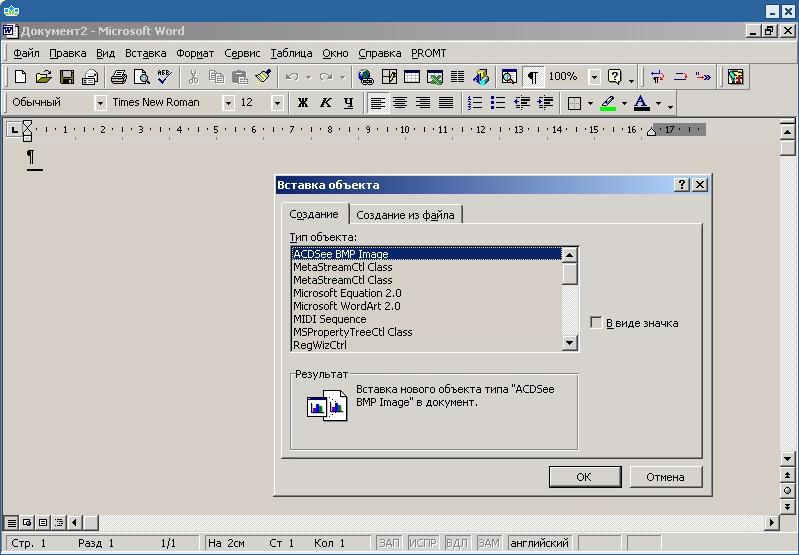 Документ2 - Microsoft Word
Файл Правка Вид Вставка Формат Сервис Таблица Окно Справка PROMT
100%
Обычный Times New Roman 12 Ж К Ч
1 2 3 4 5 6 7 8 9 10 11 12 13 14 15 16 17
¶
Вставка объекта
Создание Создание из файла
Тип объекта:
ACDSee BMP Image
MetaStreamCtl Class
MetaStreamCtl Class
Microsoft Equation 2.0
Microsoft WordArt 2.0
MIDI Sequence
MSPropertyTreeCtl Class
RegWizCtrl
В виде значка
Результат
Вставка нового объекта типа "ACDSee
BMP Image" в документ.
ОК Отмена
Стр. 1 Разд 1 1/1 На 2см Ст 1 Кол 1 ЗАП ИСПР ВДЛ ЗАМ английский